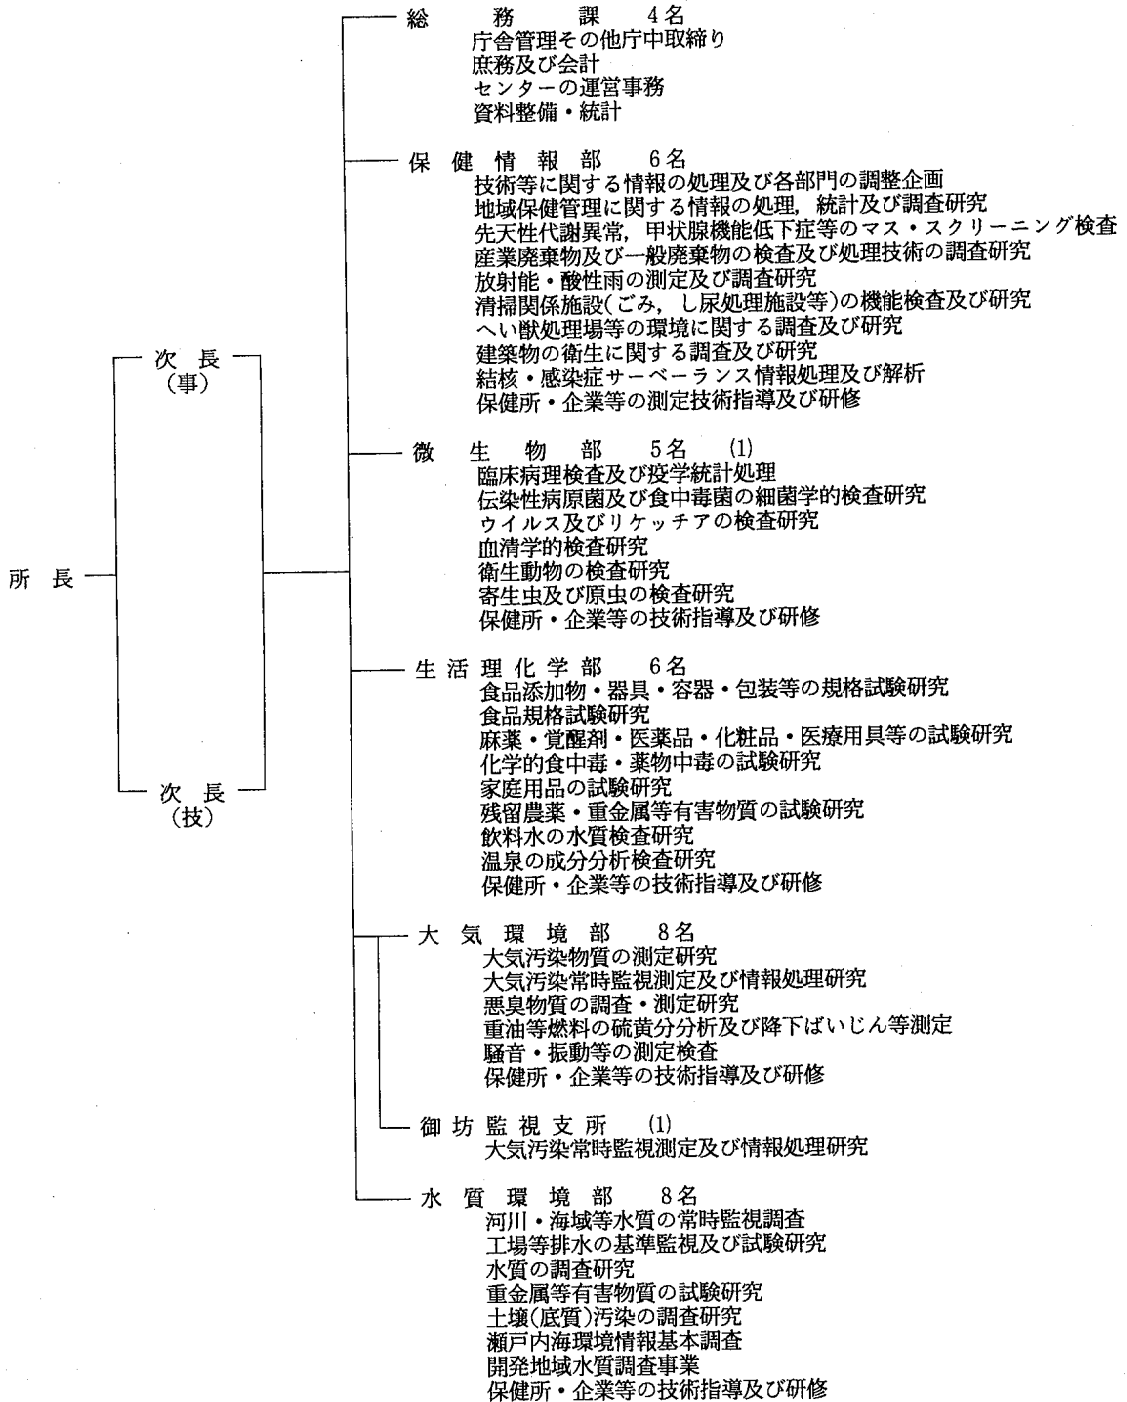 総務課 4名
庁舎管理その他庁中取締り
庶務及び会計
センターの運営事務
資料整備・統計
保健情報部 6名
技術等に関する情報の処理及び各部門の調整企画
地域保健管理に関する情報の処理，統計及び調査研究
先天性代謝異常，甲状腺機能低下症等のマス・スクリーニング検査
産業廃棄物及び一般廃棄物の検査及び処理技術の調査研究
放射能・酸性雨の測定及び調査研究
清掃関係施設(ごみ，し尿処理施設等)の機能検査及び研究
へい獣処理場等の環境に関する調査及び研究
建築物の衛生に関する調査及び研究
結核・感染症サーベーランス情報処理及び解析
保健所・企業等の測定技術指導及び研修
次長
(事)
微生物部 5名 (1)
臨床病理検査及び疫学統計処理
伝染性病原菌及び食中毒菌の細菌学的検査研究
ウイルス及びリケッチアの検査研究
血清学的検査研究
衛生動物の検査研究
寄生虫及び原虫の検査研究
保健所・企業等の技術指導及び研修
所長
生活理化学部 6名
食品添加物・器具・容器・包装等の規格試験研究
食品規格試験研究
麻薬・覚醒剤・医薬品・化粧品・医療用具等の試験研究
化学的食中毒・薬物中毒の試験研究
家庭用品の試験研究
残留農薬・重金属等有害物質の試験研究
飲料水の水質検査研究
温泉の成分分析検査研究
保健所・企業等の技術指導及び研修
次長
(技)
大気環境部 8名
大気汚染物質の測定研究
大気汚染常時監視測定及び情報処理研究
悪臭物質の調査・測定研究
重油等燃料の硫黄分分析及び降下ばいじん等測定
騒音・振動等の測定検査
保健所・企業等の技術指導及び研修
御坊監視支所 (1)
大気汚染常時監視測定及び情報処理研究
水質環境部 8名
河川・海域等水質の常時監視調査
工場等排水の基準監視及び試験研究
水質の調査研究
重金属等有害物質の試験研究
土壌(底質)汚染の調査研究
瀬戸内海環境情報基本調査
開発地域水質調査事業
保健所・企業等の技術指導及び研修